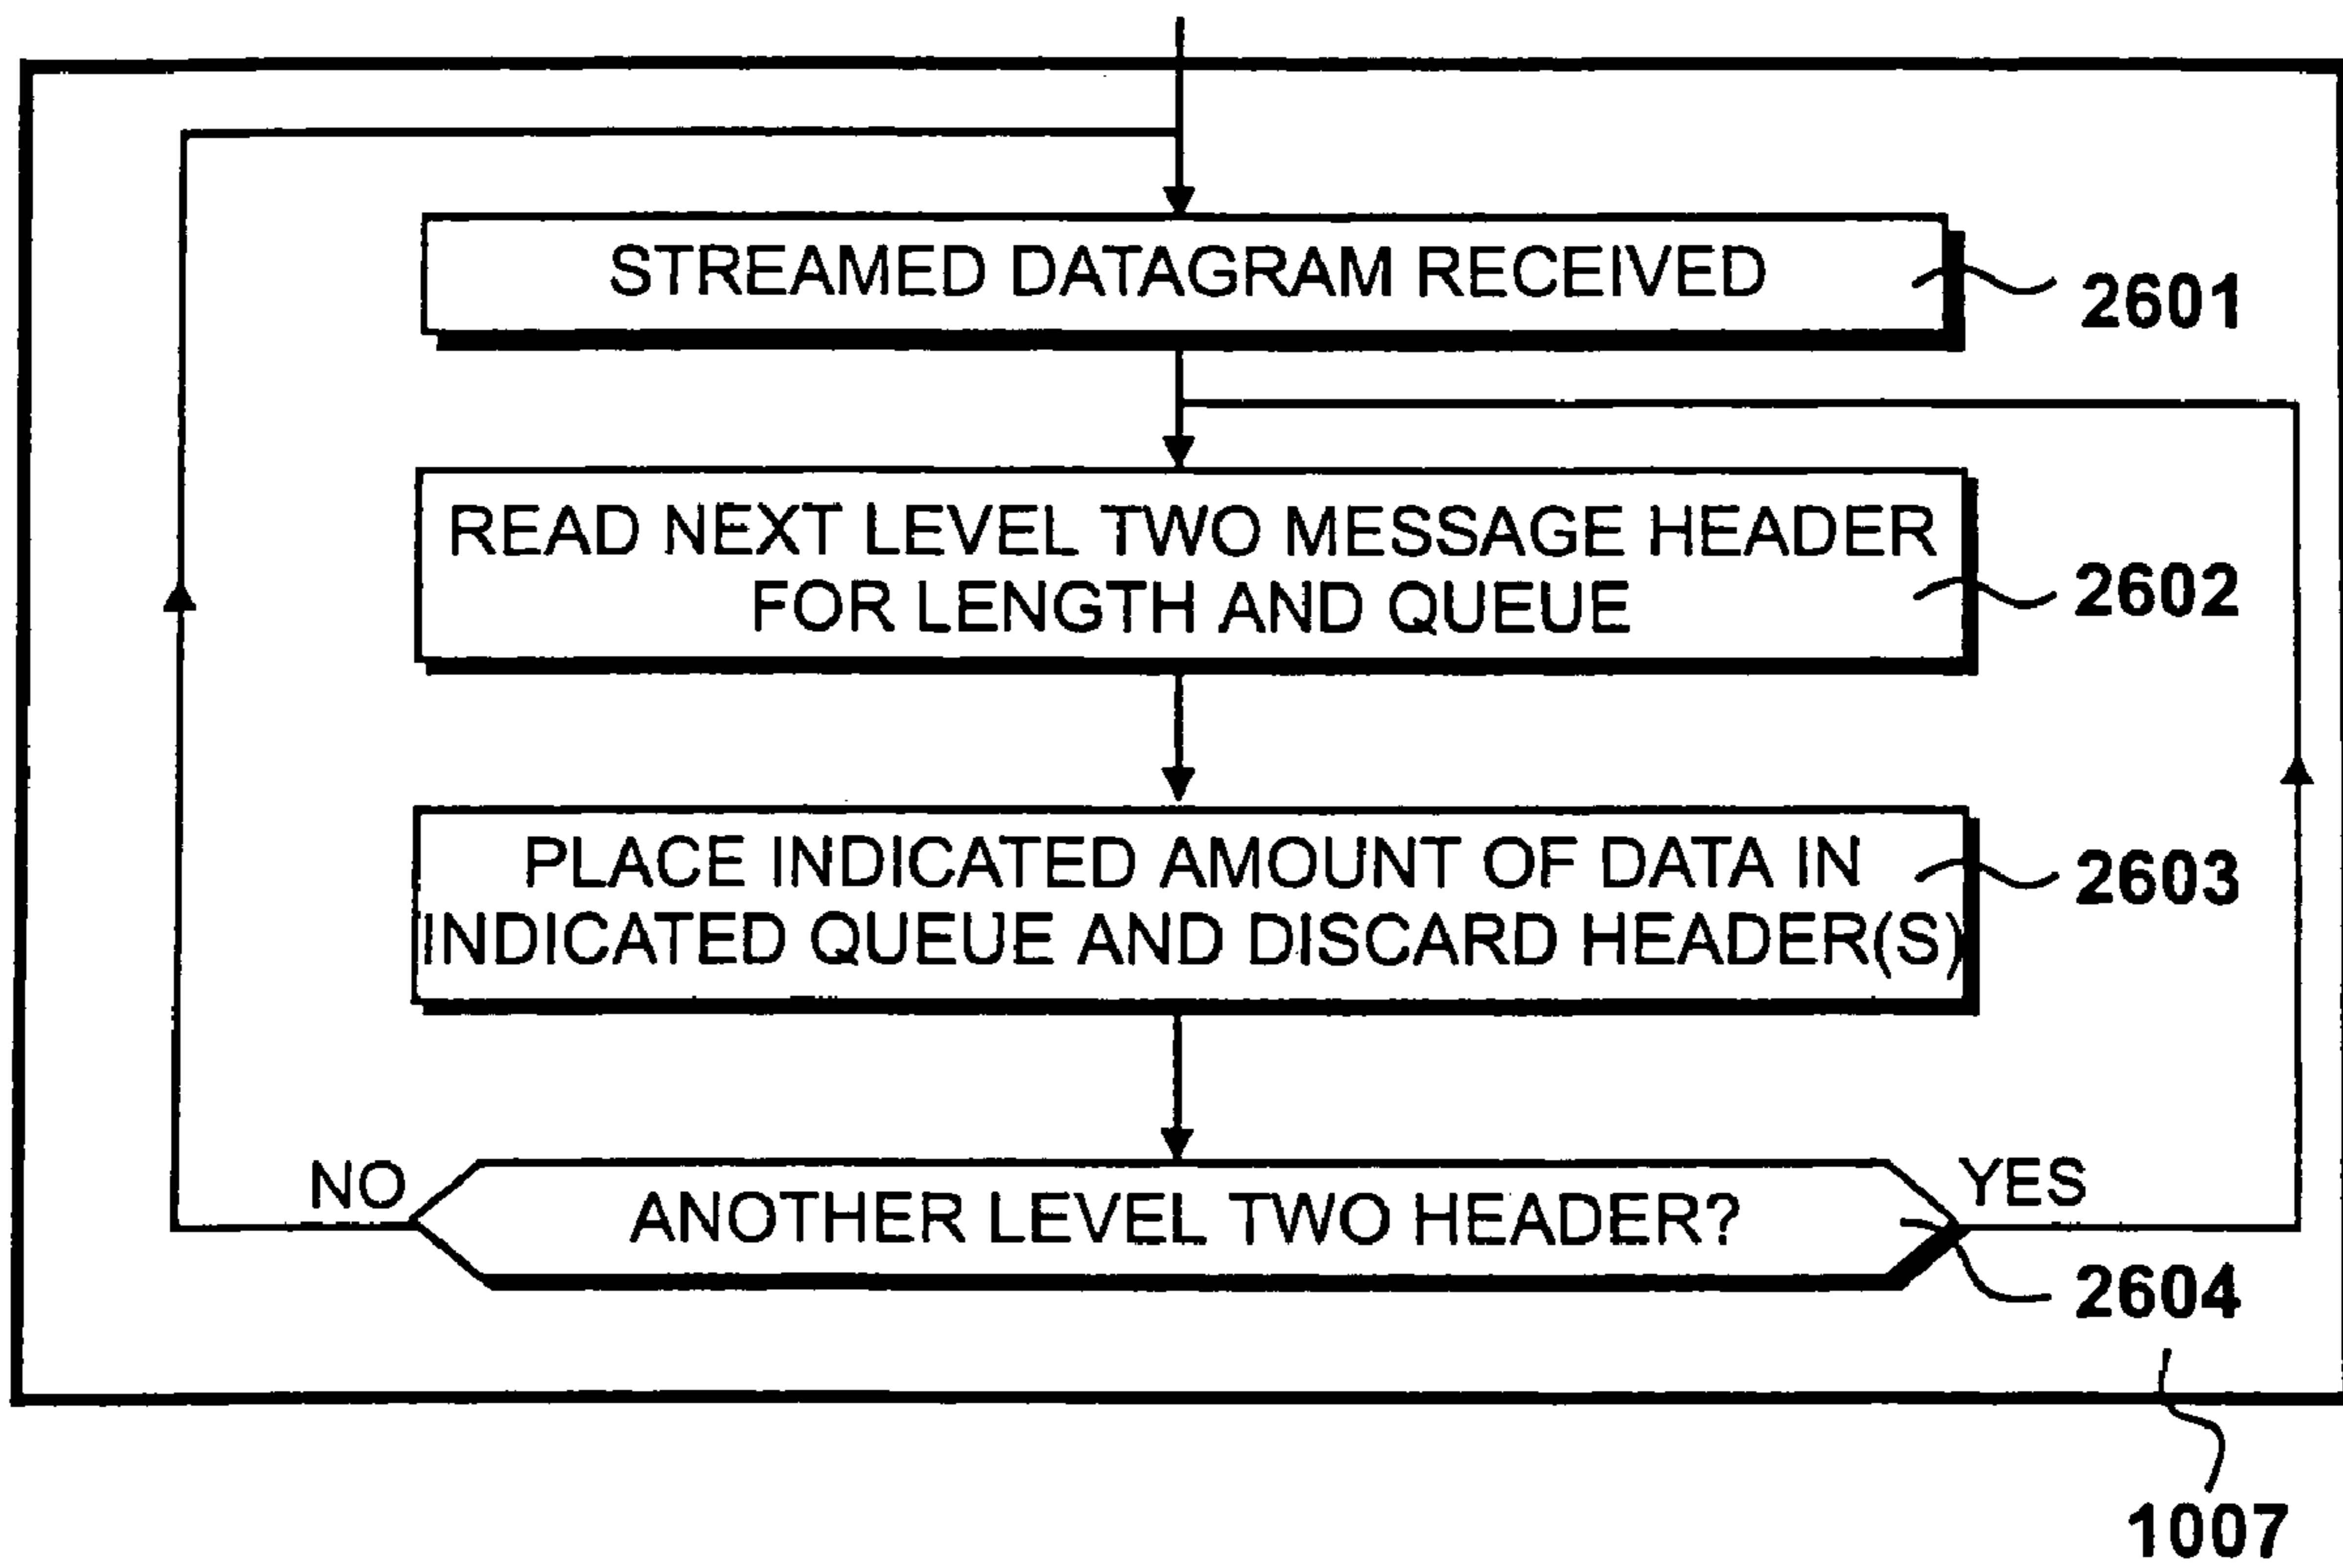 STREAMED DATAGRAM RECEIVED
2601
READ NEXT LEVEL TWO MESSAGE HEADER
FOR LENGTH AND QUEUE
2602
PLACE INDICATED AMOUNT OF DATA IN
INDICATED QUEUE AND DISCARD HEADER(S)
2603
NO
ANOTHER LEVEL TWO HEADER?
YES
2604
1007